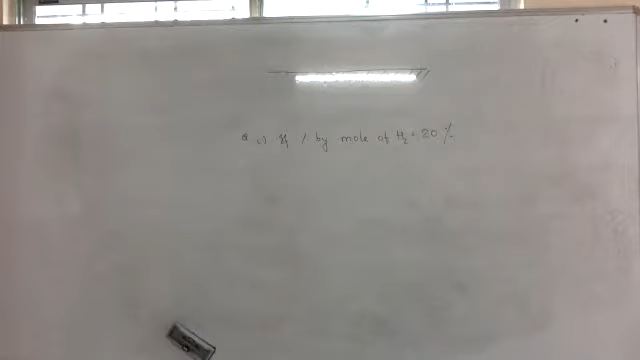 Q c) % by mole of H2 = 20 %